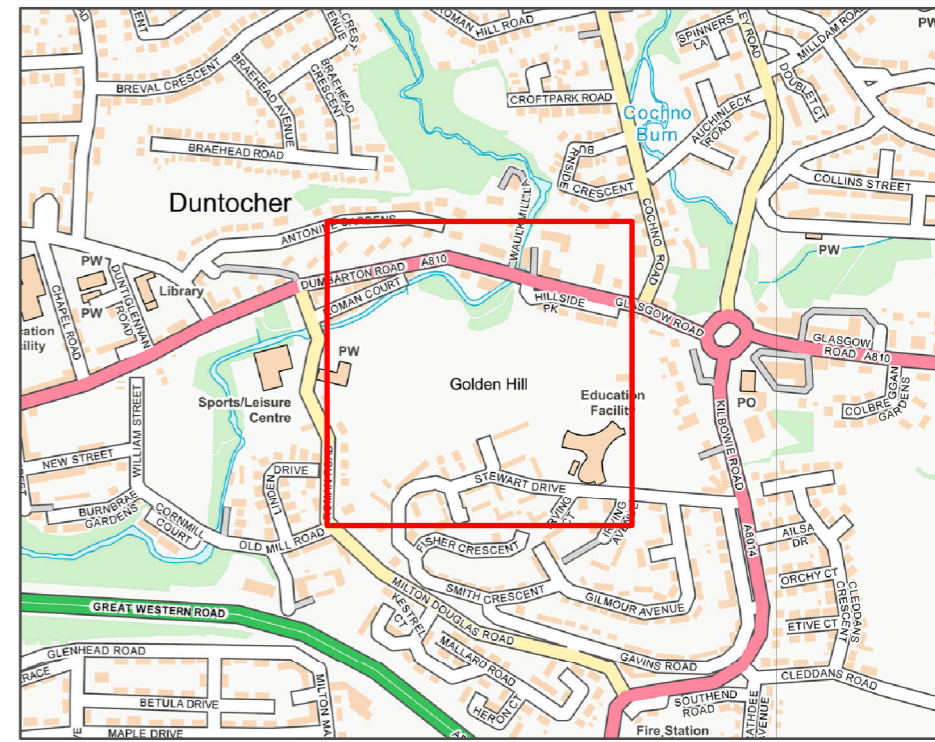 ROMAN HILL ROAD
SPINNERS
LA
MILLDAM ROAD
PW
BREVAL CRESCENT
BRAEHEAD AVENUE
BRAEHEAD
CRESCENT
CROFTPARK ROAD
DOUBLET CT
Cochno
Burn
AUCHINLECK
ROAD
BRAEHEAD ROAD
BURNSIDE CRESCENT
COLLINS STREET
Duntocher
ANTONINE GARDENS
COCHNO
ROAD
PW
PW
PW
DUNTIGLENNAN
ROAD
Library
CHAPEL ROAD
DUMBARTON ROAD A810
ROMAN COURT
HILLSIDE
PK
GLASGOW ROAD
GLASGOW
ROAD A810
PW
Sports/Leisure
Centre
Golden Hill
Education
Facility
PO
KILBOWIE ROAD
COLBREGGAN
GARDENS
WILLIAM STREET
NEW STREET
LINDEN
DRIVE
ROMAN ROAD
STEWART DRIVE
BURNBRAE
GARDENS
CORNMILL
COURT
IRVING
CT
IRVING
AVENUE
OLD MILL ROAD
FISHER CRESCENT
A8014
AILSA
DR
SMITH CRESCENT
GILMOUR AVENUE
ORCHY CT
CLEDDANS
CRESCENT
GREAT WESTERN ROAD
KESTREL
CT
MILTON DOUGLAS ROAD
ETIVE CT
GLENHEAD ROAD
MALLARD ROAD
GAVINS ROAD
CLEDDANS ROAD
BETULA DRIVE
HERON CT
SOUTHEND
ROAD
AVENUE
MAPLE DRIVE
Fire Station